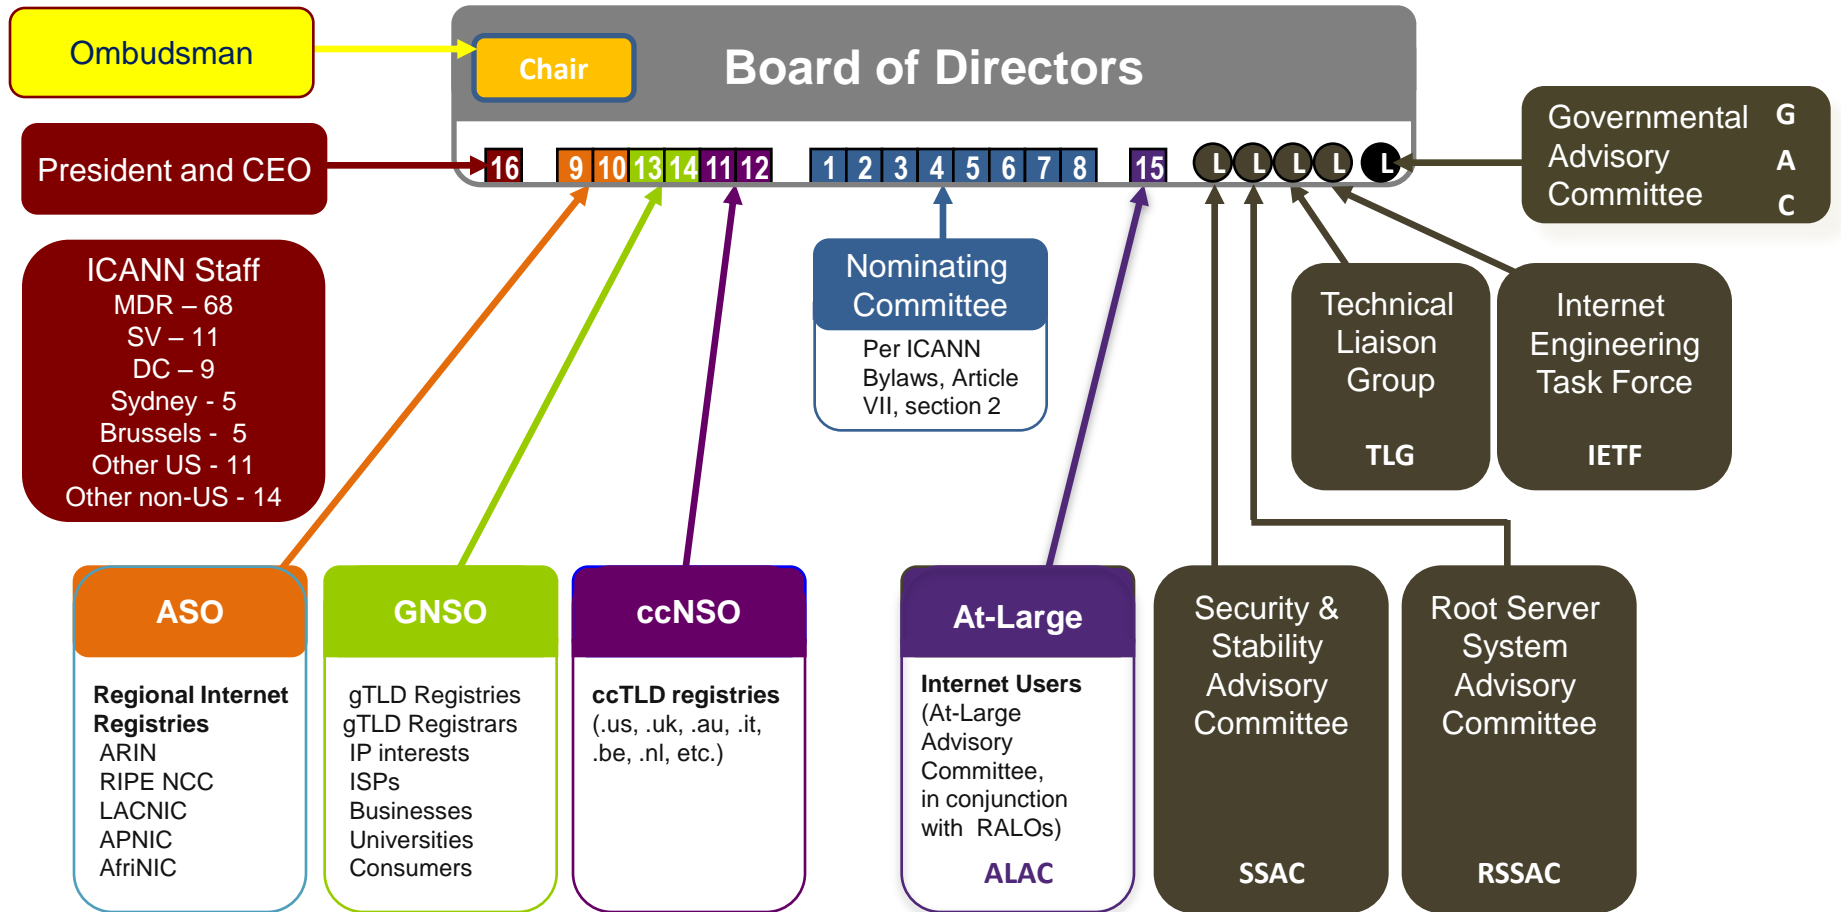 Ombudsman
Chair
Board of Directors
President and CEO
16
9 10 13 14 11 12
1 2 3 4 5 6 7 8
15
L L L L L
Governmental G
Advisory A
Committee C
ICANN Staff
MDR – 68
SV – 11
DC – 9
Sydney - 5
Brussels - 5
Other US - 11
Other non-US - 14
Nominating
Committee
Per ICANN
Bylaws, Article
VII, section 2
Technical
Liaison
Group
TLG
Internet
Engineering
Task Force
IETF
ASO
Regional Internet
Registries
ARIN
RIPE NCC
LACNIC
APNIC
AfriNIC
GNSO
gTLD Registries
gTLD Registrars
IP interests
ISPs
Businesses
Universities
Consumers
ccNSO
ccTLD registries
(.us, .uk, .au, .it,
.be, .nl, etc.)
At-Large
Internet Users
(At-Large
Advisory
Committee,
in conjunction
with RALOs)
ALAC
Security &
Stability
Advisory
Committee
SSAC
Root Server
System
Advisory
Committee
RSSAC